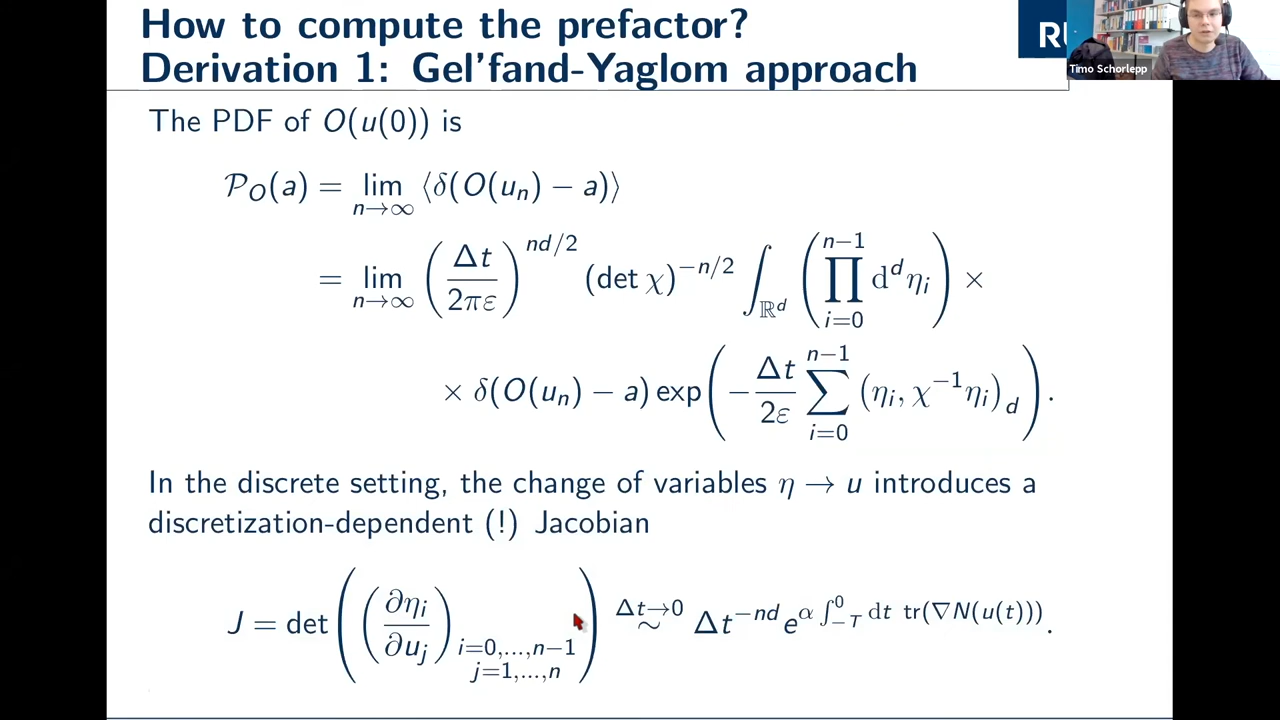 How to compute the prefactor?
Derivation 1: Gel'fand-Yaglom approach
RU
Timo Schorlepp
The PDF of O(u(0)) is
𝒫_O(a) = lim_{n→∞} ⟨δ(O(u_n) − a)⟩
= lim_{n→∞} (Δt/2πε)^{nd/2} (det χ)^{−n/2} ∫_{ℝ^d} (∏_{i=0}^{n−1} d^d η_i) ×
× δ(O(u_n) − a) exp(−Δt/2ε ∑_{i=0}^{n−1} (η_i, χ^{−1}η_i)_d).
In the discrete setting, the change of variables η → u introduces a
discretization-dependent (!) Jacobian
J = det((∂η_i/∂u_j)_{i=0,...,n−1 j=1,...,n}) ∼^{Δt→0} Δt^{−nd} e^{α ∫_{−T}^{0} dt tr(∇N(u(t)))}.